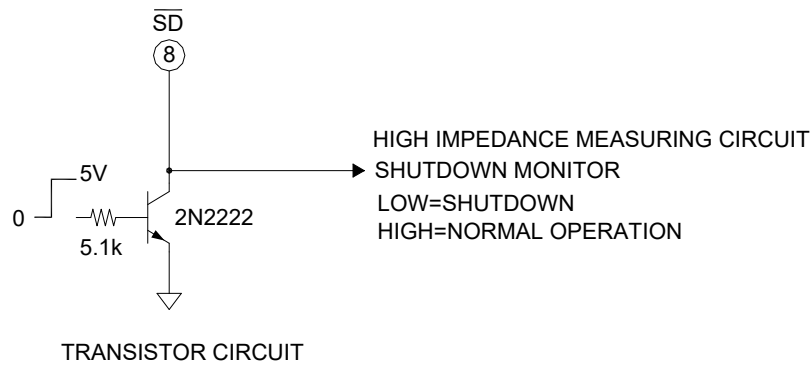 SD
8
HIGH IMPEDANCE MEASURING CIRCUIT
5V
SHUTDOWN MONITOR
LOW=SHUTDOWN
0
2N2222
HIGH=NORMAL OPERATION
5.1k
TRANSISTOR CIRCUIT